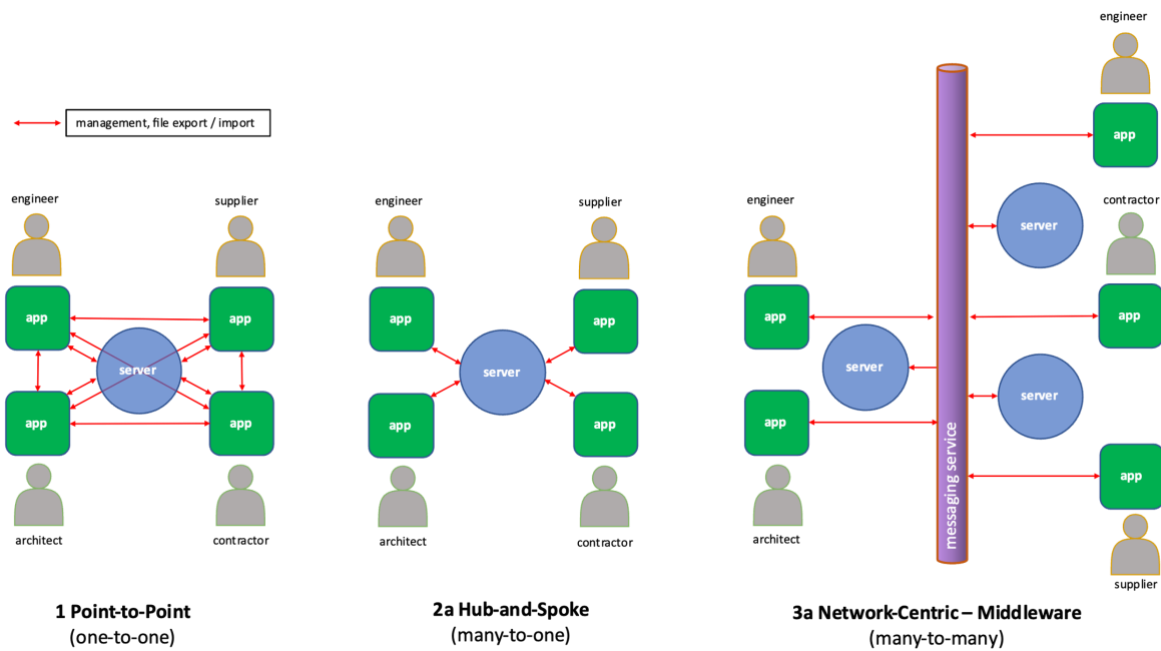 management, file export / import
engineer
supplier
app
app
server
app
app
architect
contractor
1 Point-to-Point
(one-to-one)
engineer
supplier
app
app
server
app
app
architect
contractor
2a Hub-and-Spoke
(many-to-one)
engineer
app
server
contractor
engineer
app
app
server
server
app
app
messaging service
architect
supplier
3a Network-Centric – Middleware
(many-to-many)